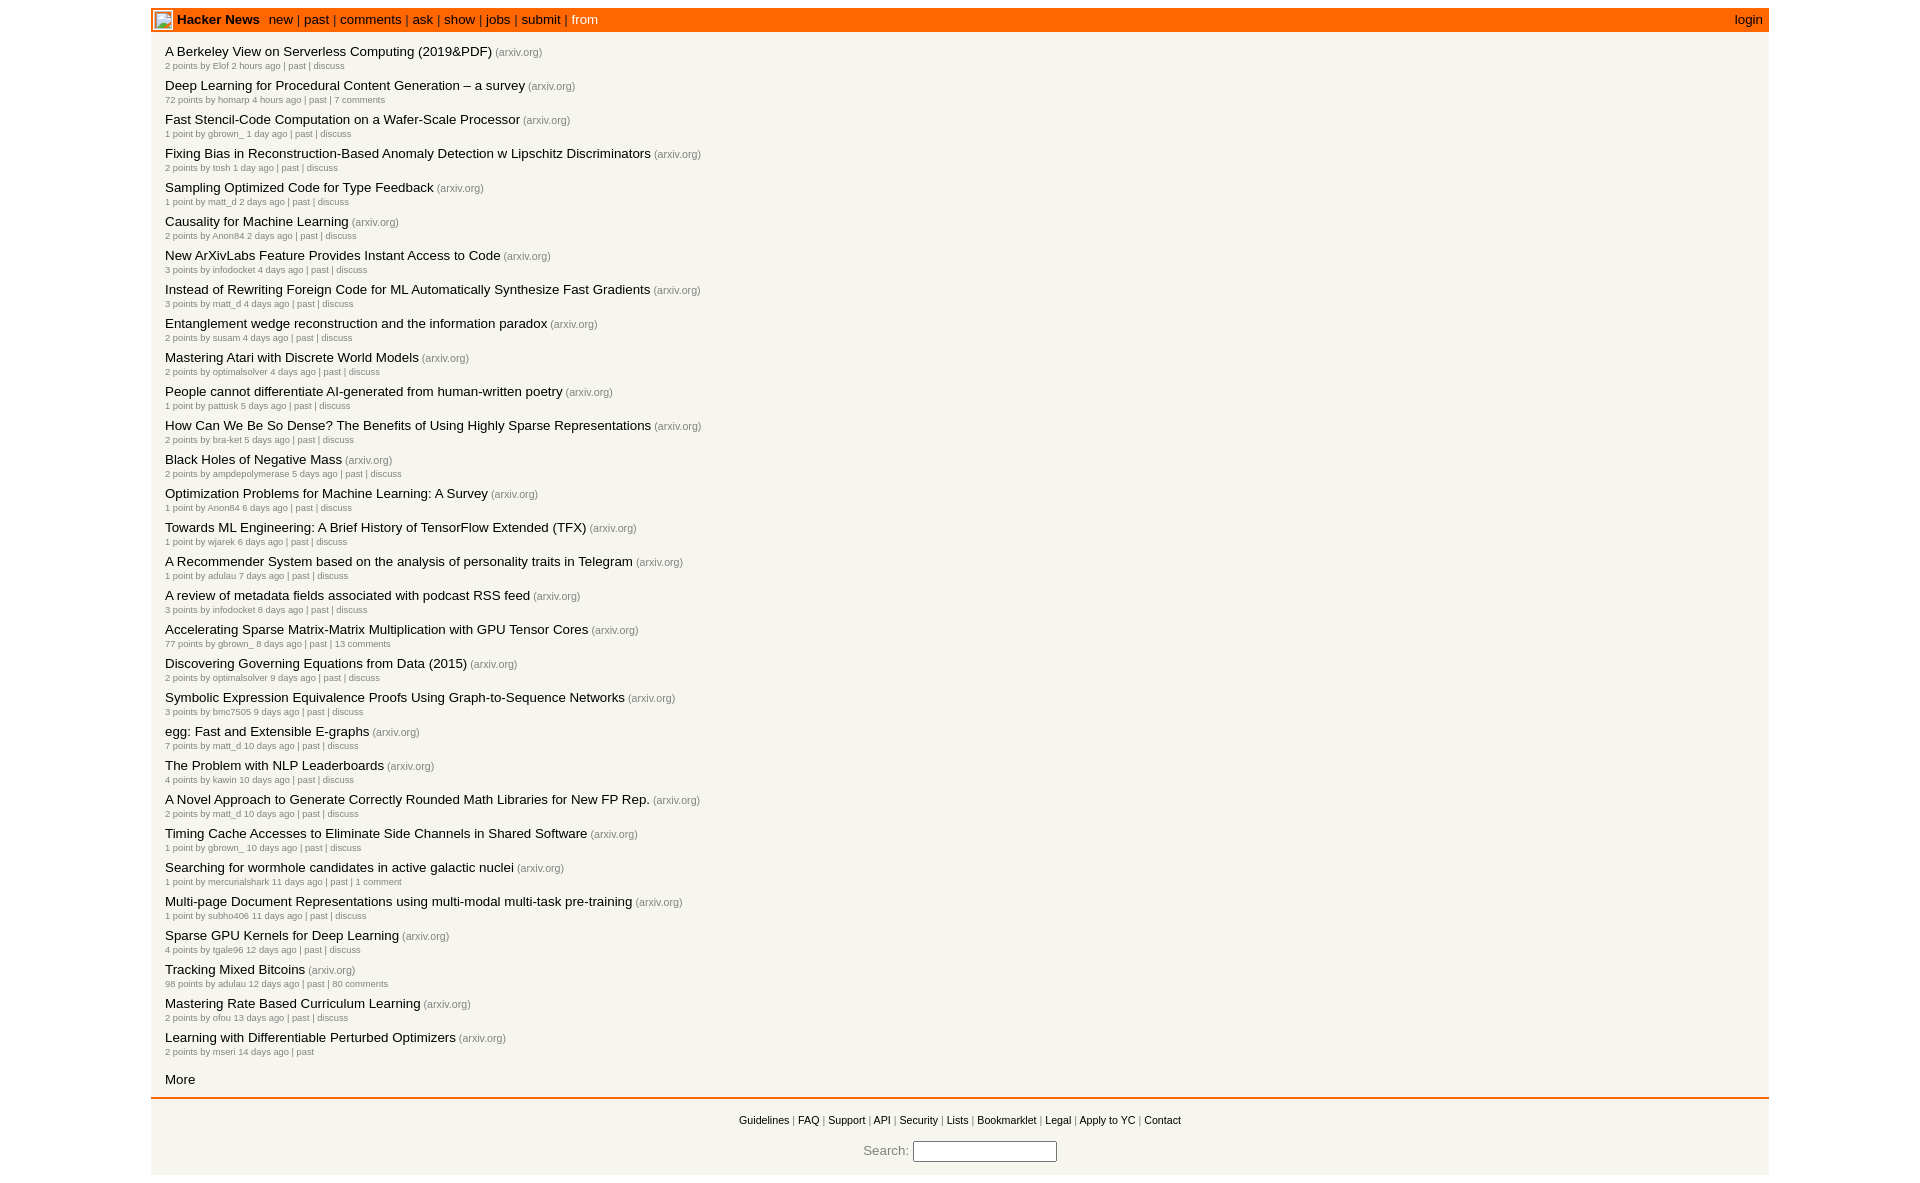 Hacker News new | past | comments | ask | show | jobs | submit | from login
A Berkeley View on Serverless Computing (2019&PDF) (arxiv.org)
2 points by Elof 2 hours ago | past | discuss
Deep Learning for Procedural Content Generation – a survey (arxiv.org)
72 points by homarp 4 hours ago | past | 7 comments
Fast Stencil-Code Computation on a Wafer-Scale Processor (arxiv.org)
1 point by gbrown_ 1 day ago | past | discuss
Fixing Bias in Reconstruction-Based Anomaly Detection w Lipschitz Discriminators (arxiv.org)
2 points by tosh 1 day ago | past | discuss
Sampling Optimized Code for Type Feedback (arxiv.org)
1 point by matt_d 2 days ago | past | discuss
Causality for Machine Learning (arxiv.org)
2 points by Anon84 2 days ago | past | discuss
New ArXivLabs Feature Provides Instant Access to Code (arxiv.org)
3 points by infodocket 4 days ago | past | discuss
Instead of Rewriting Foreign Code for ML Automatically Synthesize Fast Gradients (arxiv.org)
3 points by matt_d 4 days ago | past | discuss
Entanglement wedge reconstruction and the information paradox (arxiv.org)
2 points by susam 4 days ago | past | discuss
Mastering Atari with Discrete World Models (arxiv.org)
2 points by optimalsolver 4 days ago | past | discuss
People cannot differentiate AI-generated from human-written poetry (arxiv.org)
1 point by pattusk 5 days ago | past | discuss
How Can We Be So Dense? The Benefits of Using Highly Sparse Representations (arxiv.org)
2 points by bra-ket 5 days ago | past | discuss
Black Holes of Negative Mass (arxiv.org)
2 points by ampdepolymerase 5 days ago | past | discuss
Optimization Problems for Machine Learning: A Survey (arxiv.org)
1 point by Anon84 6 days ago | past | discuss
Towards ML Engineering: A Brief History of TensorFlow Extended (TFX) (arxiv.org)
1 point by wjarek 6 days ago | past | discuss
A Recommender System based on the analysis of personality traits in Telegram (arxiv.org)
1 point by adulau 7 days ago | past | discuss
A review of metadata fields associated with podcast RSS feed (arxiv.org)
3 points by infodocket 8 days ago | past | discuss
Accelerating Sparse Matrix-Matrix Multiplication with GPU Tensor Cores (arxiv.org)
77 points by gbrown_ 8 days ago | past | 13 comments
Discovering Governing Equations from Data (2015) (arxiv.org)
2 points by optimalsolver 9 days ago | past | discuss
Symbolic Expression Equivalence Proofs Using Graph-to-Sequence Networks (arxiv.org)
3 points by bmc7505 9 days ago | past | discuss
egg: Fast and Extensible E-graphs (arxiv.org)
7 points by matt_d 10 days ago | past | discuss
The Problem with NLP Leaderboards (arxiv.org)
4 points by kawin 10 days ago | past | discuss
A Novel Approach to Generate Correctly Rounded Math Libraries for New FP Rep. (arxiv.org)
2 points by matt_d 10 days ago | past | discuss
Timing Cache Accesses to Eliminate Side Channels in Shared Software (arxiv.org)
1 point by gbrown_ 10 days ago | past | discuss
Searching for wormhole candidates in active galactic nuclei (arxiv.org)
1 point by mercurialshark 11 days ago | past | 1 comment
Multi-page Document Representations using multi-modal multi-task pre-training (arxiv.org)
1 point by subho406 11 days ago | past | discuss
Sparse GPU Kernels for Deep Learning (arxiv.org)
4 points by tgale96 12 days ago | past | discuss
Tracking Mixed Bitcoins (arxiv.org)
98 points by adulau 12 days ago | past | 80 comments
Mastering Rate Based Curriculum Learning (arxiv.org)
2 points by ofou 13 days ago | past | discuss
Learning with Differentiable Perturbed Optimizers (arxiv.org)
2 points by mseri 14 days ago | past
More
Guidelines | FAQ | Support | API | Security | Lists | Bookmarklet | Legal | Apply to YC | Contact
Search: